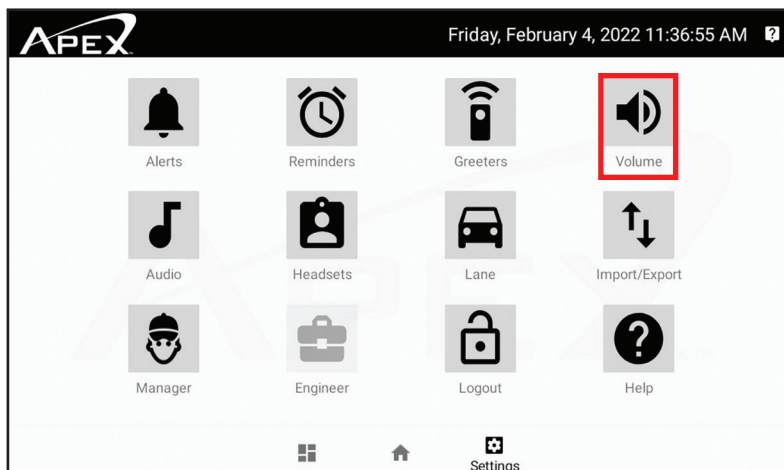 APEX
Friday, February 4, 2022 11:36:55 AM ?
Alerts Reminders Greeters Volume
Audio Headsets Lane Import/Export
Manager Engineer Logout Help
Settings
APEX